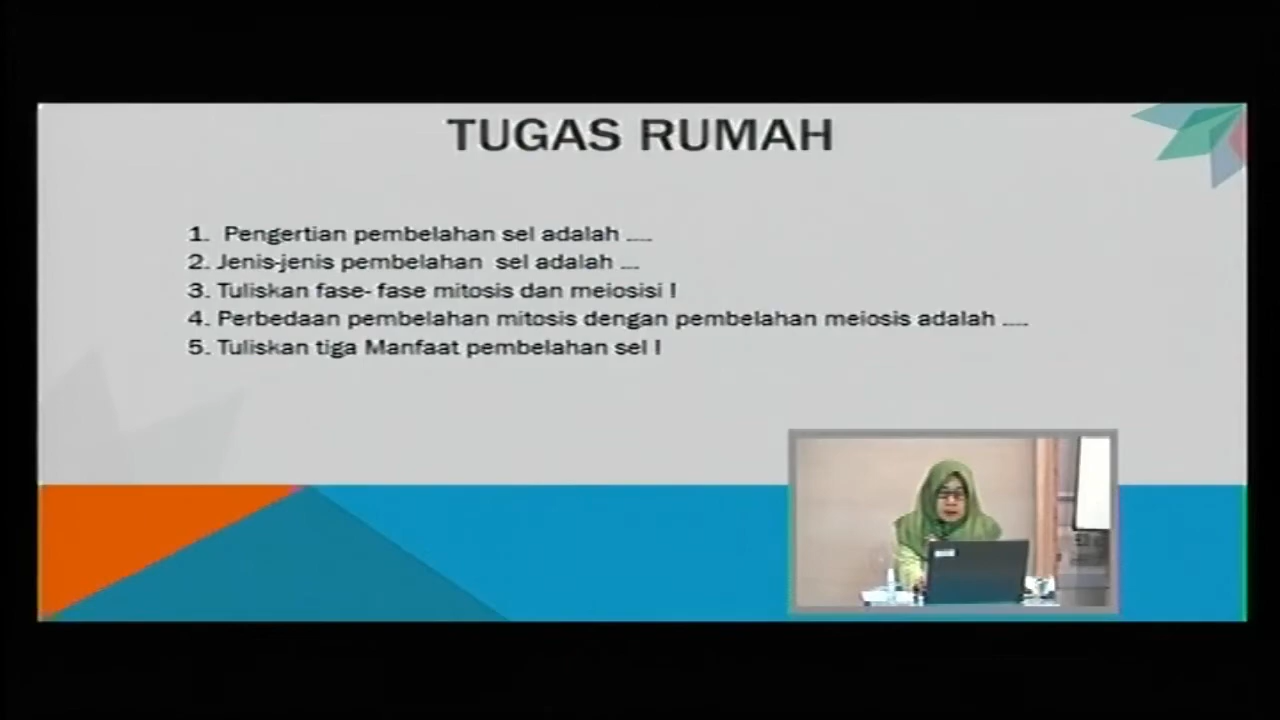 TUGAS RUMAH
1. Pengertian pembelahan sel adalah .....
2. Jenis-jenis pembelahan sel adalah ....
3. Tuliskan fase- fase mitosis dan meiosisi !
4. Perbedaan pembelahan mitosis dengan pembelahan meiosis adalah .....
5. Tuliskan tiga Manfaat pembelahan sel !